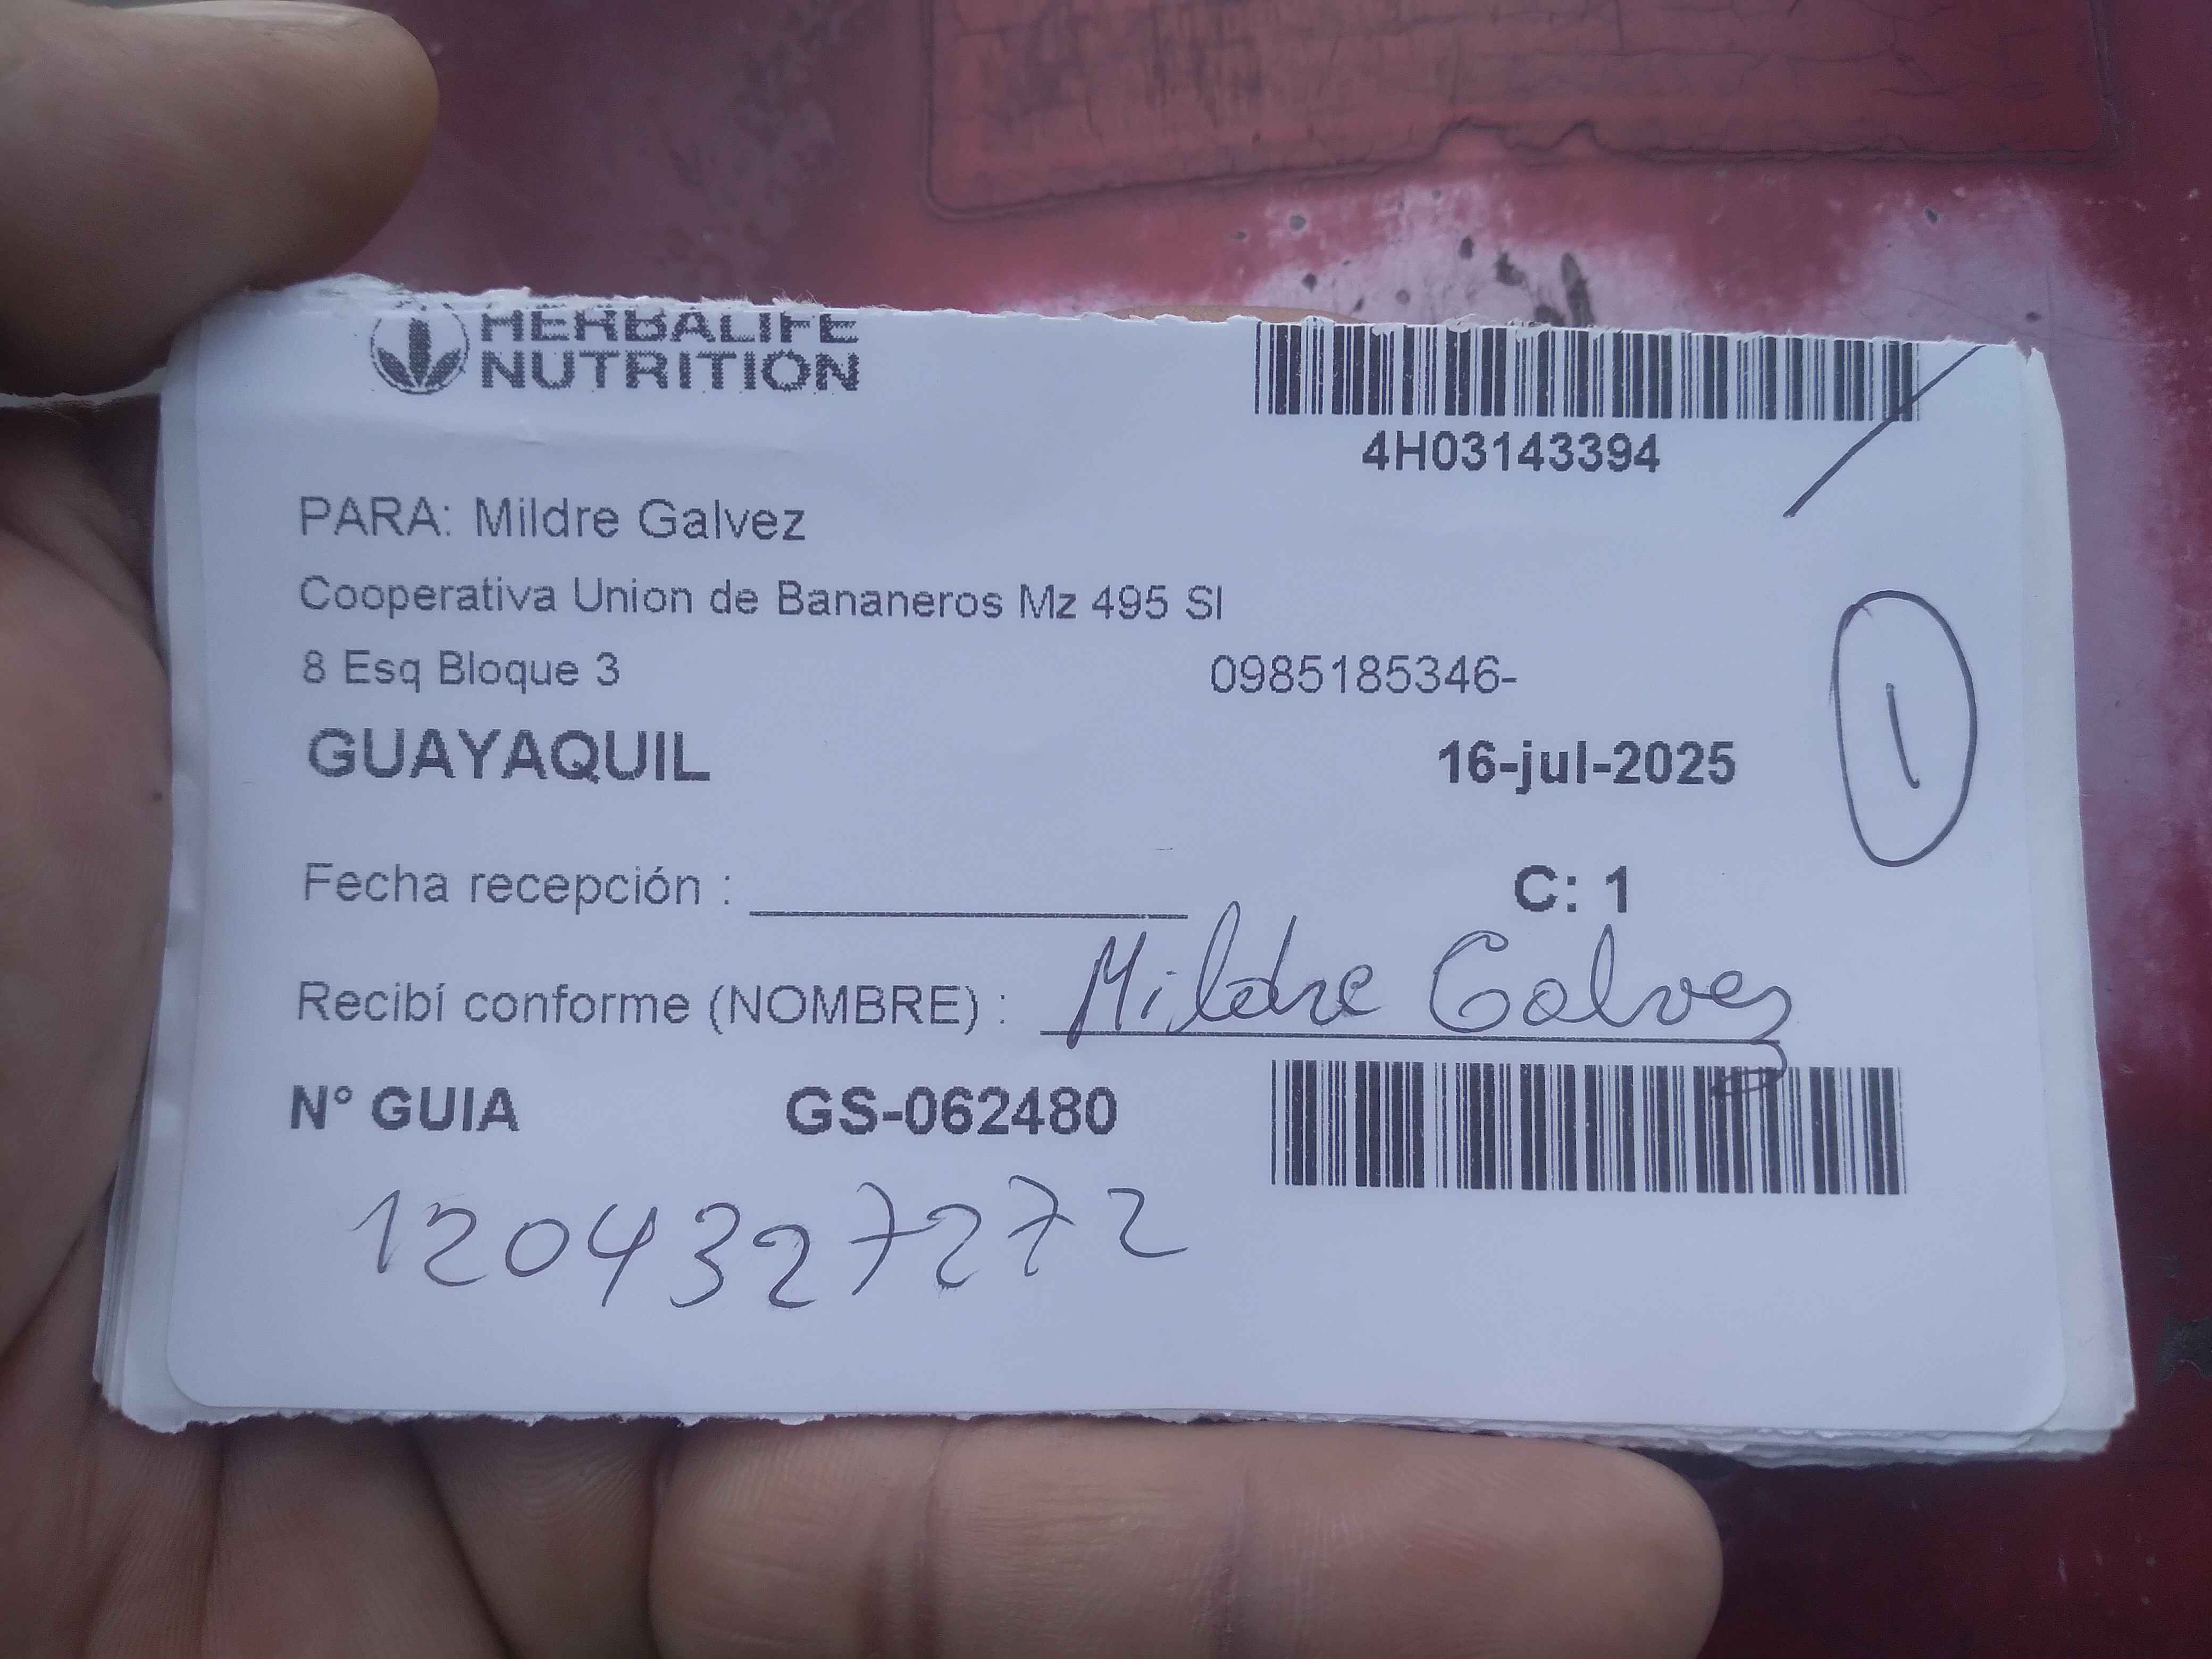 HERBALIFE
NUTRITION
4H03143394
PARA: Mildre Galvez
Cooperativa Union de Bananeros Mz 495 Sl
8 Esq Bloque 3 0985185346-
GUAYAQUIL 16-jul-2025
1
Fecha recepción : C: 1
Recibí conforme (NOMBRE) : Mildre Galvez
N° GUIA GS-062480
1204327272